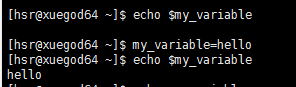 [hsr@xuegod64 ~]$ echo $my_variable
[hsr@xuegod64 ~]$ my_variable=hello
[hsr@xuegod64 ~]$ echo $my_variable
hello